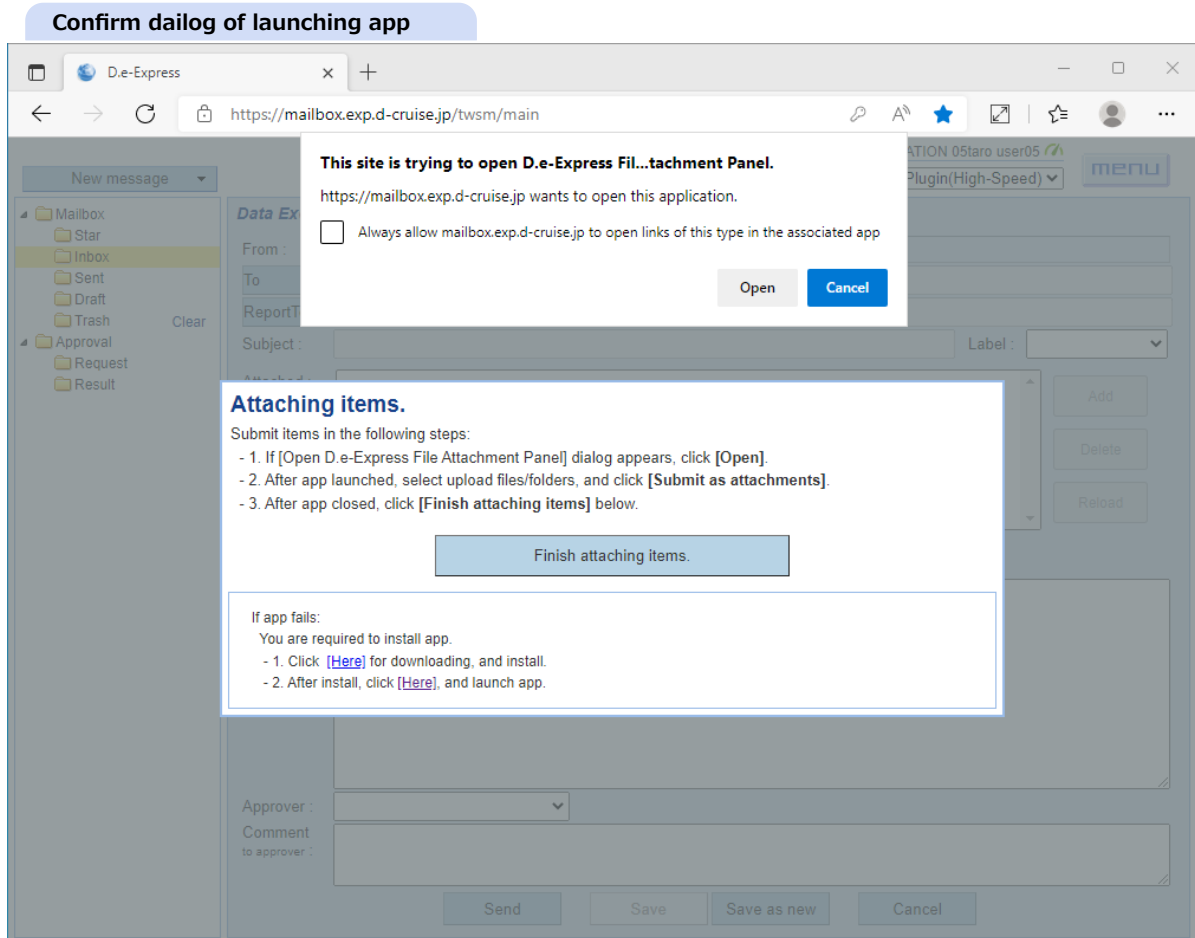 Confirm dailog of launching app
D.e-Express
https://mailbox.exp.d-cruise.jp/twsm/main
This site is trying to open D.e-Express Fil...tachment Panel.
https://mailbox.exp.d-cruise.jp wants to open this application.
Always allow mailbox.exp.d-cruise.jp to open links of this type in the associated app
Open Cancel
ATION 05taro user05
Plugin(High-Speed)
menu
New message
Mailbox
Star
Inbox
Sent
Draft
Trash Clear
Approval
Request
Result
Data Ex
From :
To
ReportT
Subject :
Label :
Attached :
Add
Delete
Reload
Attaching items.
Submit items in the following steps:
- 1. If [Open D.e-Express File Attachment Panel] dialog appears, click [Open].
- 2. After app launched, select upload files/folders, and click [Submit as attachments].
- 3. After app closed, click [Finish attaching items] below.
Finish attaching items.
If app fails:
You are required to install app.
- 1. Click [Here] for downloading, and install.
- 2. After install, click [Here], and launch app.
Approver :
Comment
to approver :
Send Save Save as new Cancel